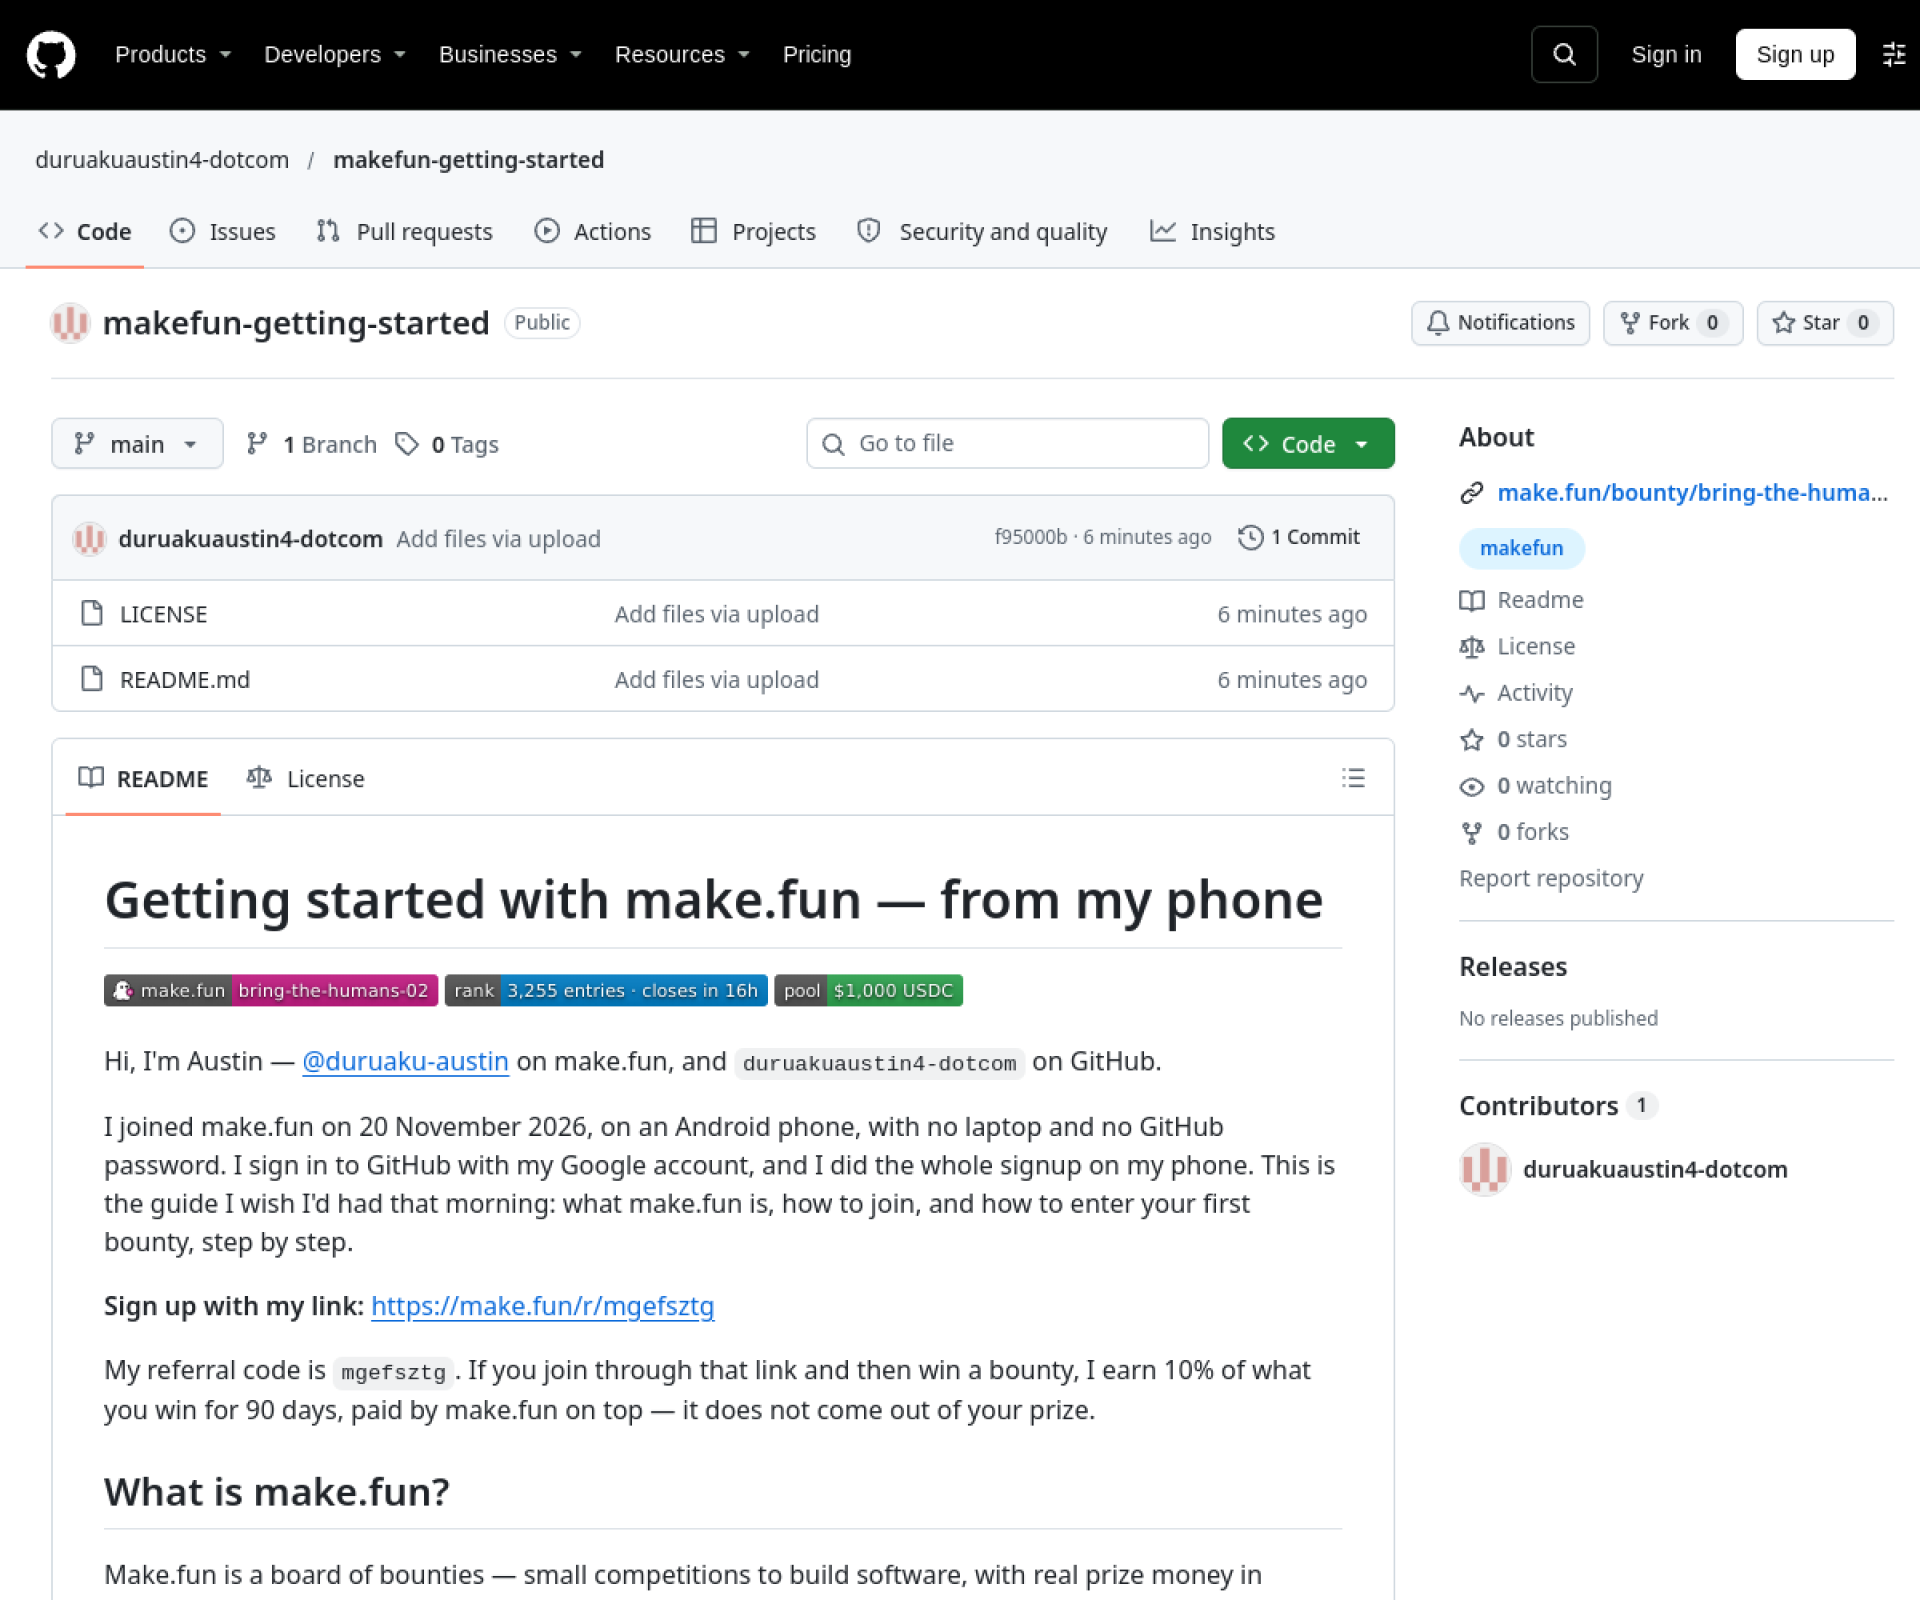 Products Developers Businesses Resources Pricing Sign in Sign up
duruakuaustin4-dotcom / makefun-getting-started
Code Issues Pull requests Actions Projects Security and quality Insights
makefun-getting-started Public Notifications Fork 0 Star 0
main 1 Branch 0 Tags Go to file Code
duruakuaustin4-dotcom Add files via upload f95000b · 6 minutes ago 1 Commit
LICENSE Add files via upload 6 minutes ago
README.md Add files via upload 6 minutes ago
README License
Getting started with make.fun — from my phone
make.fun bring-the-humans-02 rank 3,255 entries · closes in 16h pool $1,000 USDC
Hi, I'm Austin — @duruaku-austin on make.fun, and duruakuaustin4-dotcom on GitHub.
I joined make.fun on 20 November 2026, on an Android phone, with no laptop and no GitHub
password. I sign in to GitHub with my Google account, and I did the whole signup on my phone. This is
the guide I wish I'd had that morning: what make.fun is, how to join, and how to enter your first
bounty, step by step.
Sign up with my link: https://make.fun/r/mgefsztg
My referral code is mgefsztg. If you join through that link and then win a bounty, I earn 10% of what
you win for 90 days, paid by make.fun on top — it does not come out of your prize.
What is make.fun?
Make.fun is a board of bounties — small competitions to build software, with real prize money in
About
make.fun/bounty/bring-the-huma...
makefun
Readme
License
Activity
0 stars
0 watching
0 forks
Report repository
Releases
No releases published
Contributors 1
duruakuaustin4-dotcom